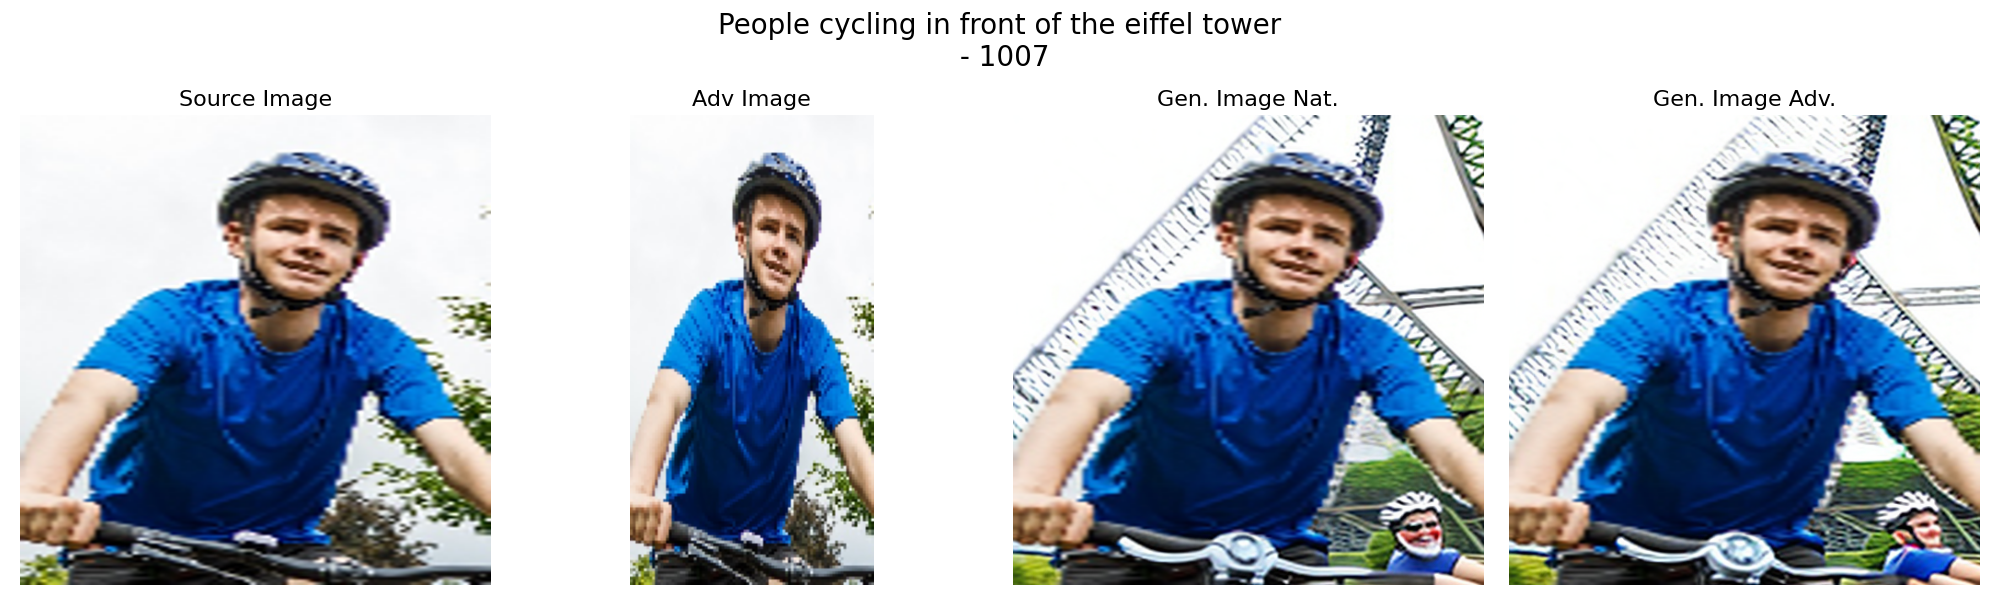 People cycling in front of the eiffel tower
- 1007
Source Image
Adv Image
Gen. Image Nat.
Gen. Image Adv.